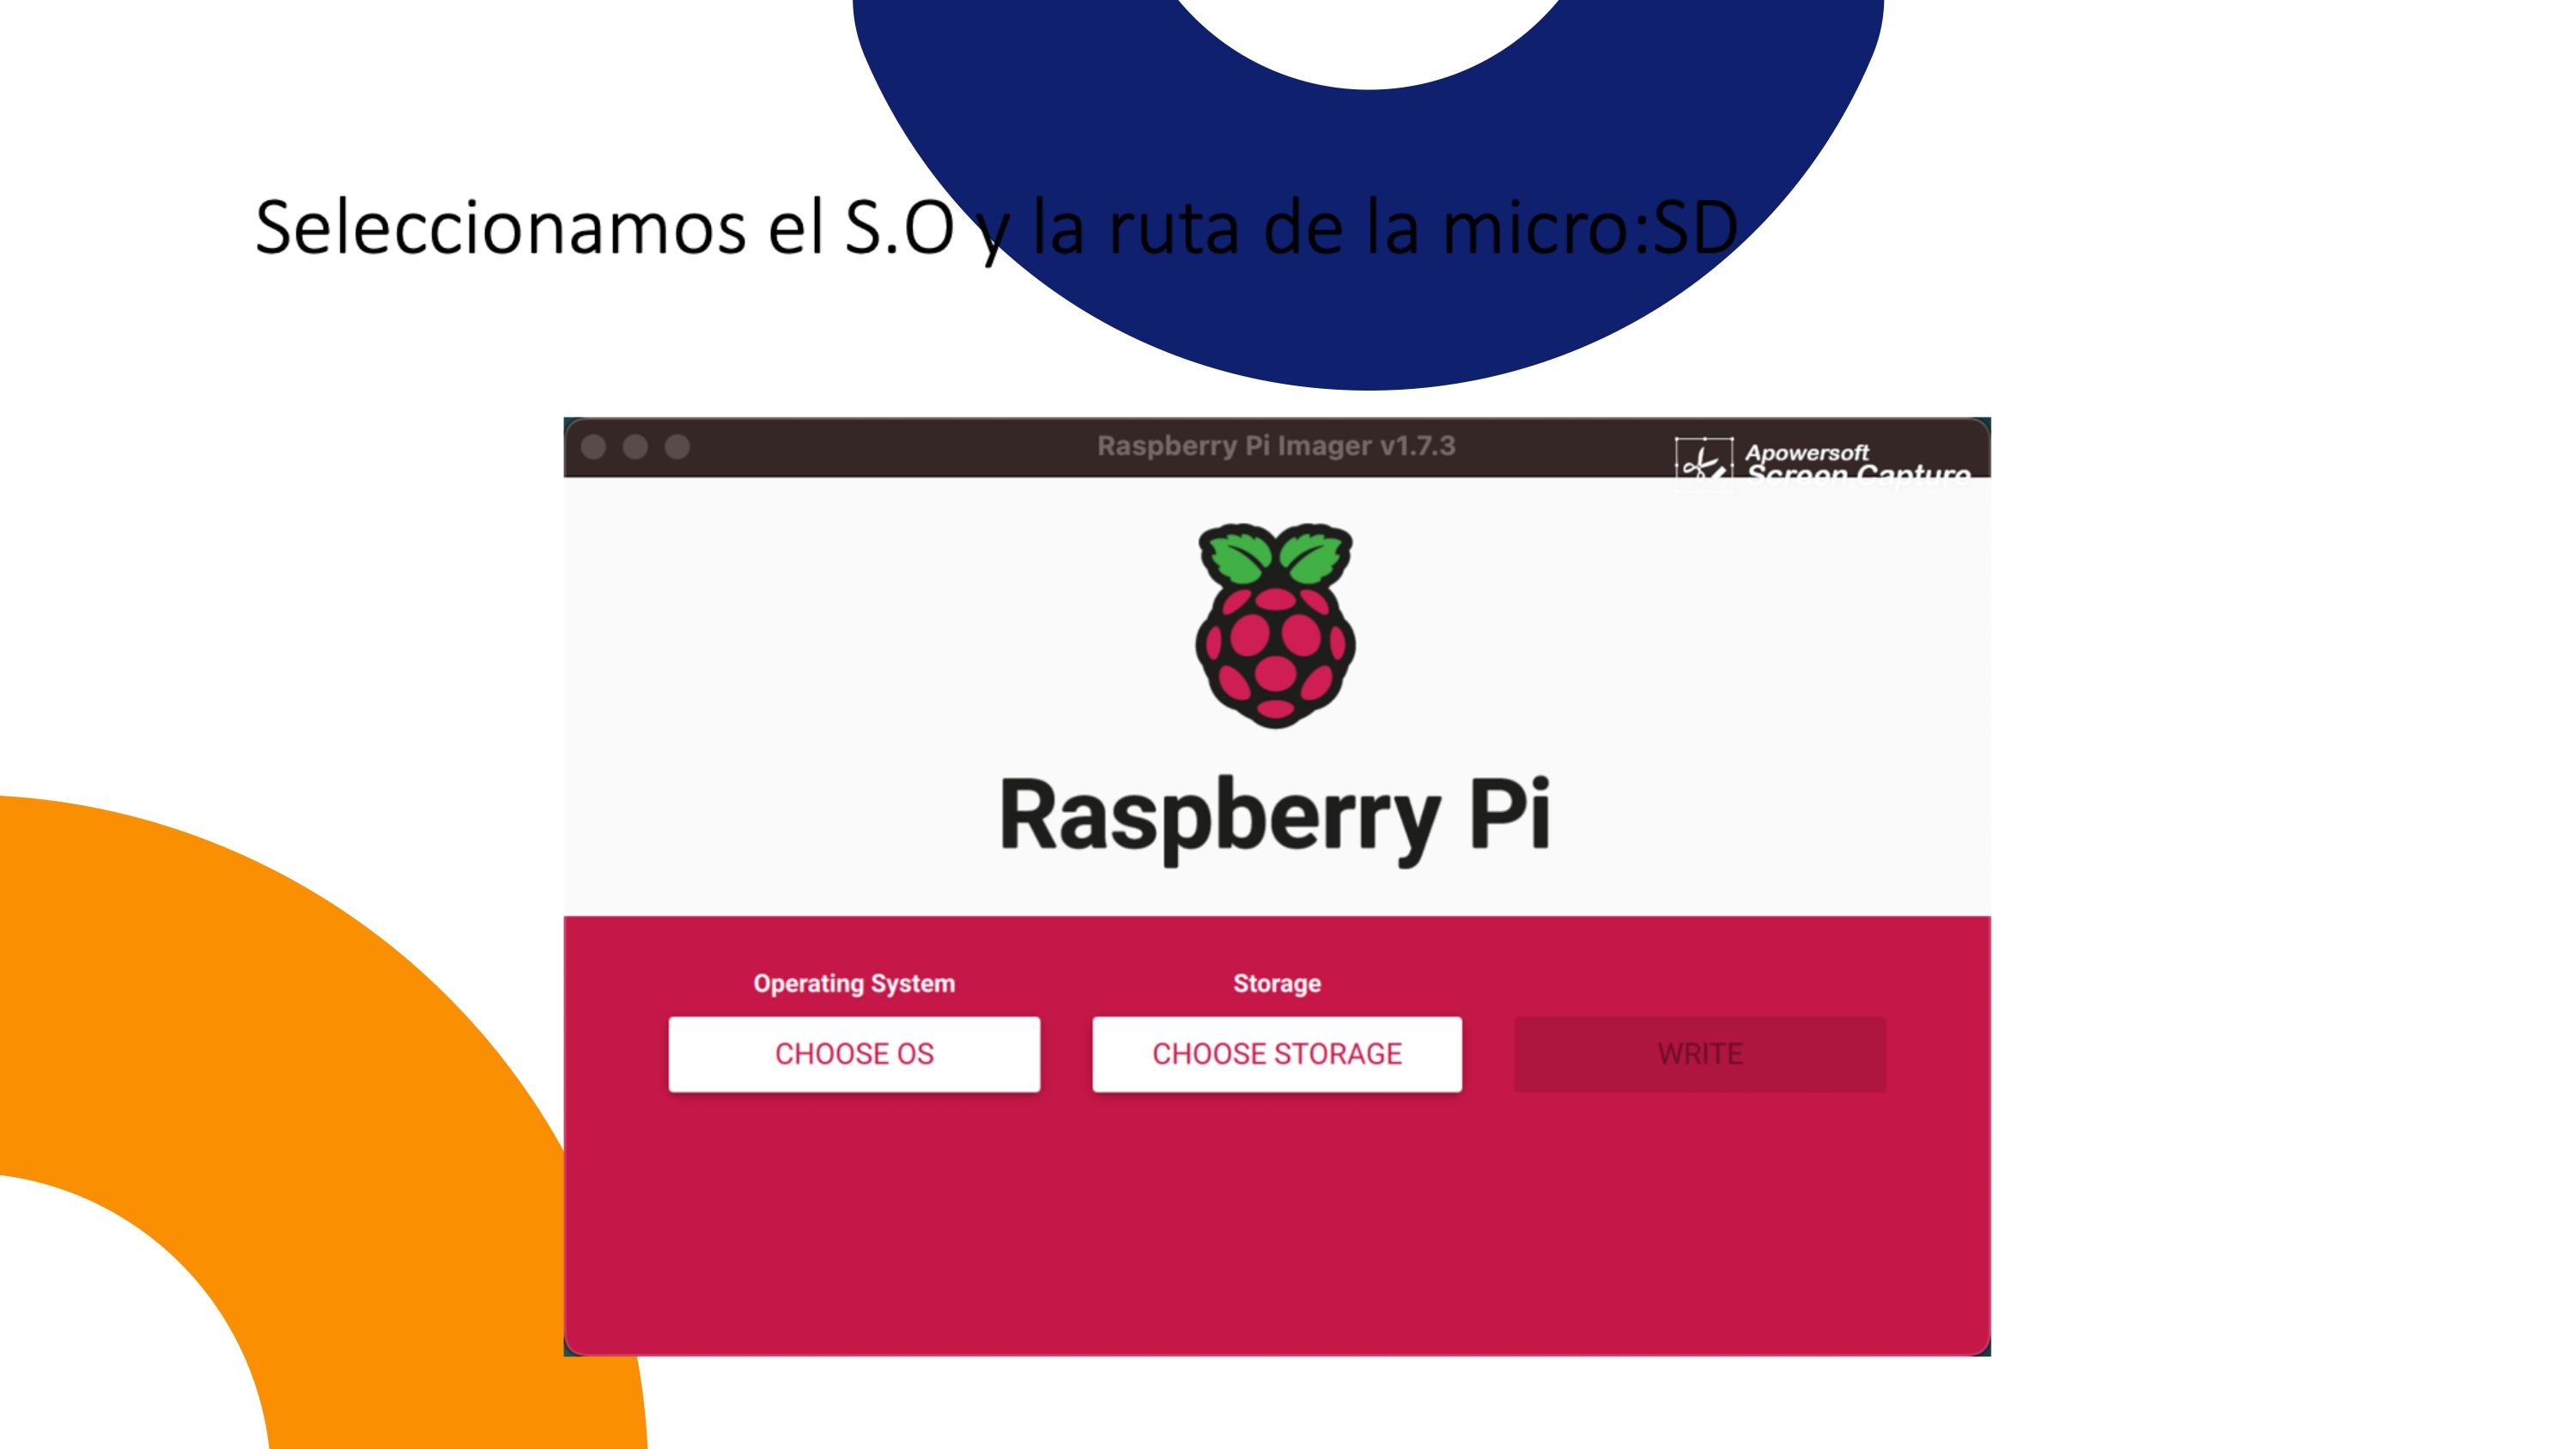 Seleccionamos el S.O y la ruta de la micro:SD
Raspberry Pi Imager v1.7.3
Apowersoft
Screen Capture
Raspberry Pi
Operating System
Storage
CHOOSE OS
CHOOSE STORAGE
WRITE